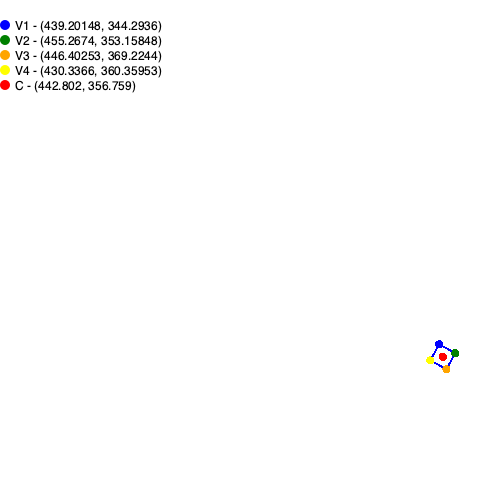 V1 - (439.20148, 344.2936)
V2 - (455.2674, 353.15848)
V3 - (446.40253, 369.2244)
V4 - (430.3366, 360.35953)
C - (442.802, 356.759)